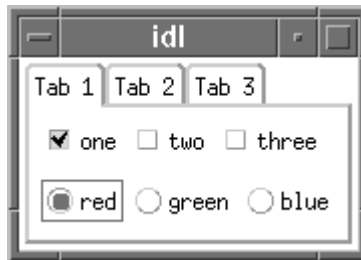 idl
Tab 1 Tab 2 Tab 3
one two three
red green blue